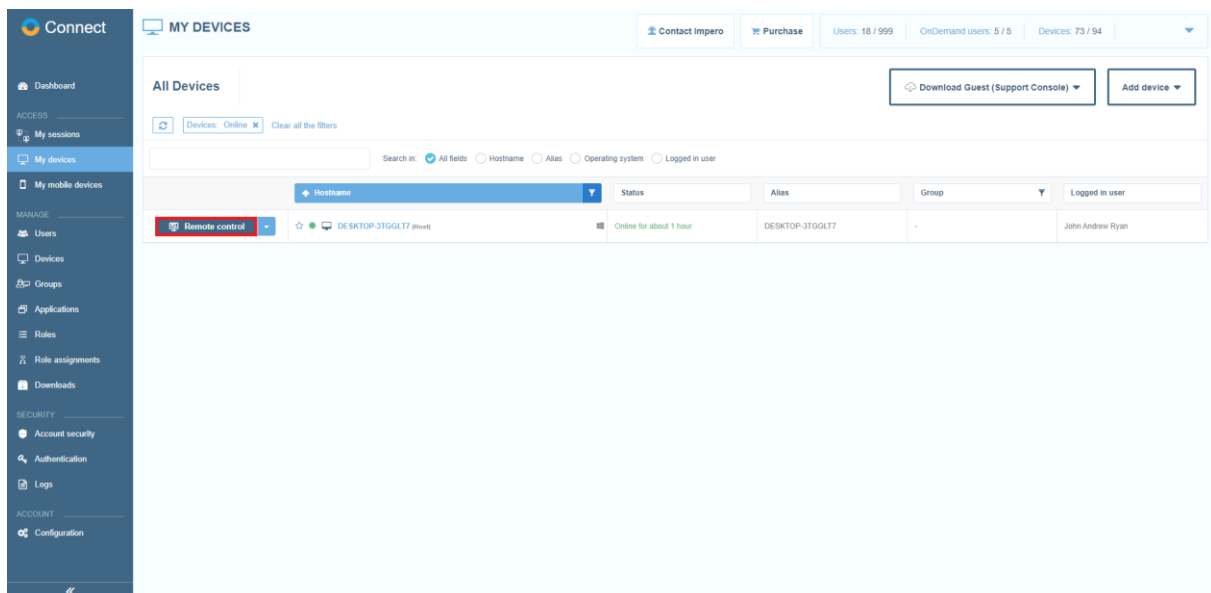 Connect
MY DEVICES
Contact Impero
Purchase
Users: 18 / 999
OnDemand users: 5 / 5
Devices: 73 / 94
Dashboard
ACCESS
My sessions
My devices
My mobile devices
MANAGE
Users
Devices
Groups
Applications
Roles
Role assignments
Downloads
SECURITY
Account security
Authentication
Logs
ACCOUNT
Configuration
All Devices
Download Guest (Support Console)
Add device
Devices: Online
Clear all the filters
Search in: All fields Hostname Alias Operating system Logged in user
Hostname Status Alias Group Logged in user
Remote control DESKTOP-3TGGLT7 (Host) Online for about 1 hour DESKTOP-3TGGLT7 - John Andrew Ryan